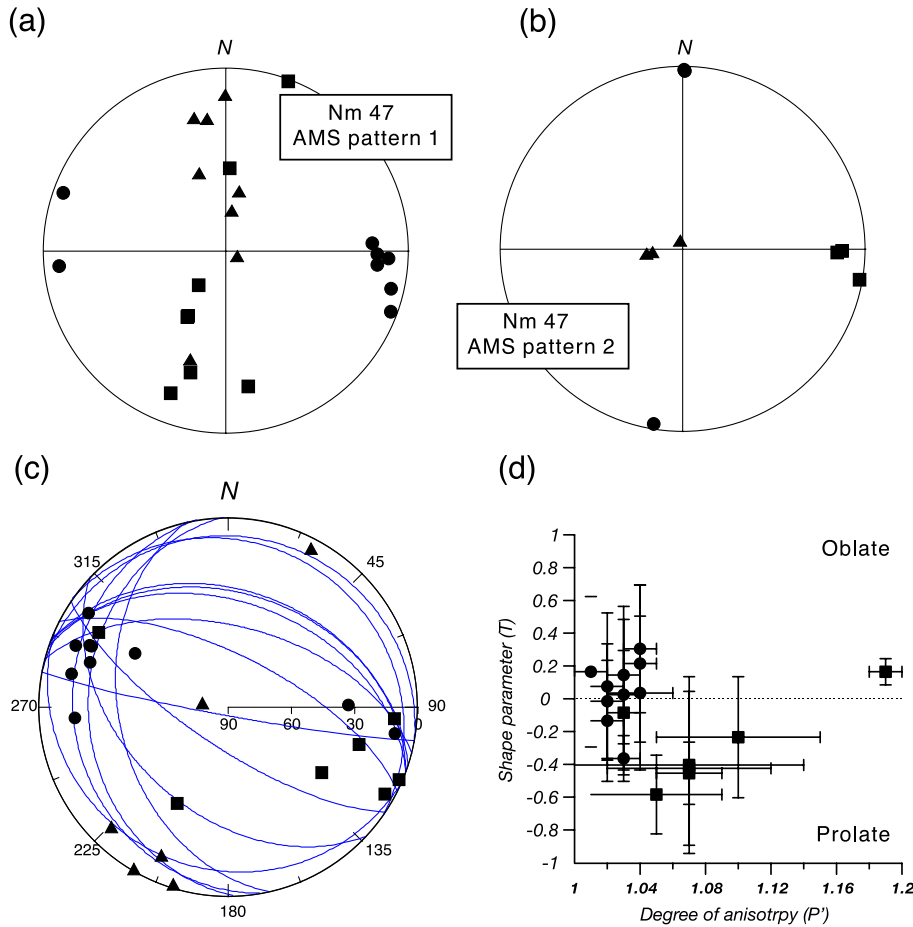 (a)
N
Nm 47
AMS pattern 1
(b)
N
Nm 47
AMS pattern 2
(c)
N
315
45
270
90
60
30
0
90
225
135
180
(d)
1
0.8
0.6
0.4
0.2
0
-0.2
-0.4
-0.6
-0.8
-1
Shape parameter (T)
Oblate
Prolate
1
1.04
1.08
1.12
1.16
1.2
Degree of anisotrpy (P')